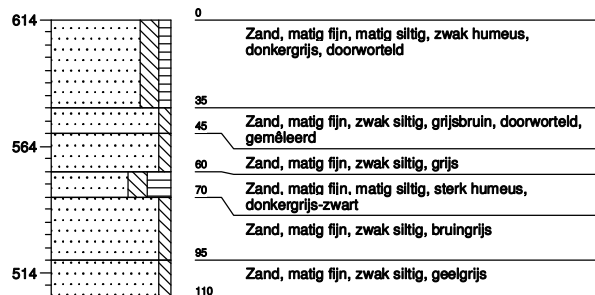 614
0
Zand, matig fijn, matig siltig, zwak humeus,
donkergrijs, doorworteld
35
Zand, matig fijn, zwak siltig, grijsbruin, doorworteld,
gemêleerd
45
564
Zand, matig fijn, zwak siltig, grijs
60
Zand, matig fijn, matig siltig, sterk humeus,
donkergrijs-zwart
70
Zand, matig fijn, zwak siltig, bruingrijs
95
514
Zand, matig fijn, zwak siltig, geelgrijs
110